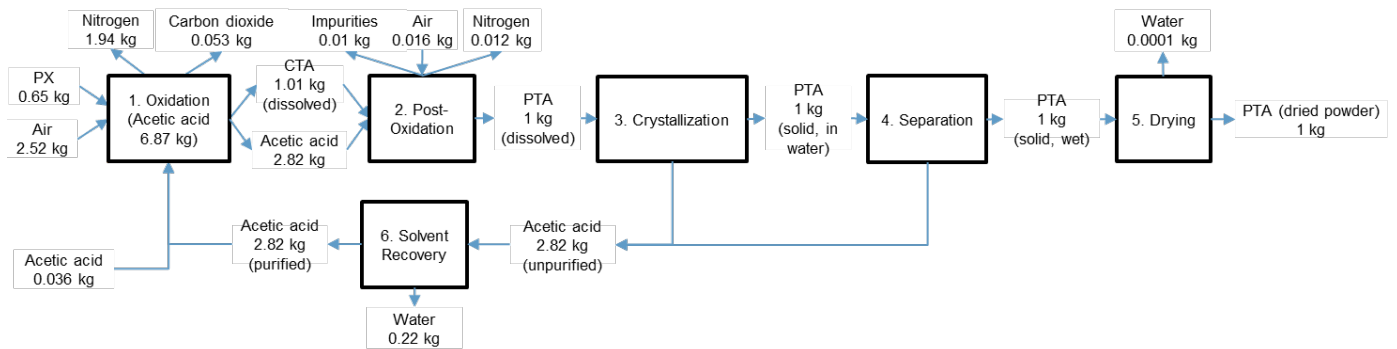 Nitrogen
1.94 kg
Carbon dioxide
0.053 kg
Impurities
0.01 kg
Air
0.016 kg
Nitrogen
0.012 kg
Water
0.0001 kg
PX
0.65 kg
Air
2.52 kg
1. Oxidation
(Acetic acid
6.87 kg)
CTA
1.01 kg
(dissolved)
Acetic acid
2.82 kg
2. Post-
Oxidation
PTA
1 kg
(dissolved)
3. Crystallization
PTA
1 kg
(solid, in
water)
4. Separation
PTA
1 kg
(solid, wet)
5. Drying
PTA (dried powder)
1 kg
Acetic acid
0.036 kg
Acetic acid
2.82 kg
(purified)
6. Solvent
Recovery
Acetic acid
2.82 kg
(unpurified)
Water
0.22 kg